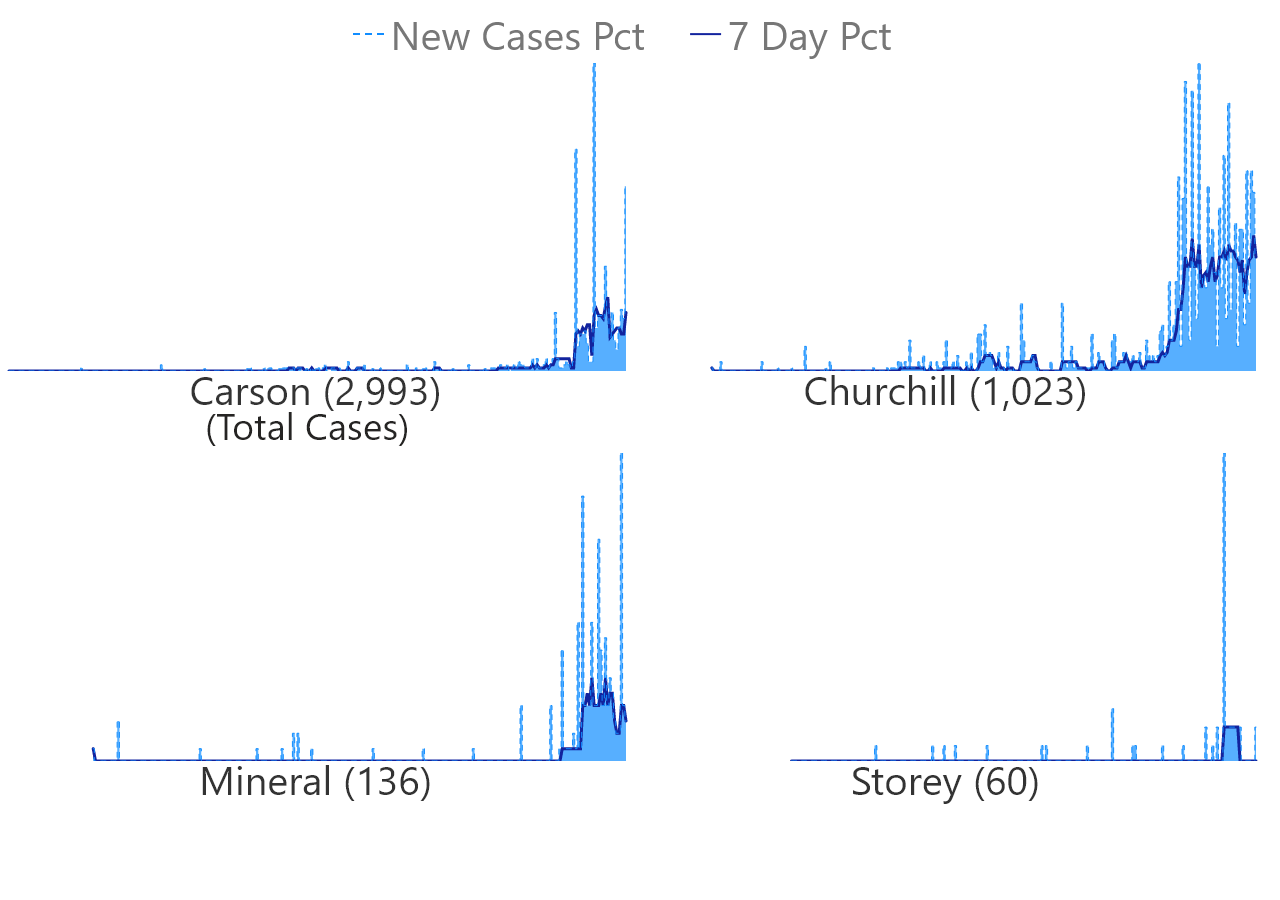 New Cases Pct 7 Day Pct
Carson (2,993) Churchill (1,023)
(Total Cases)
Mineral (136) Storey (60)